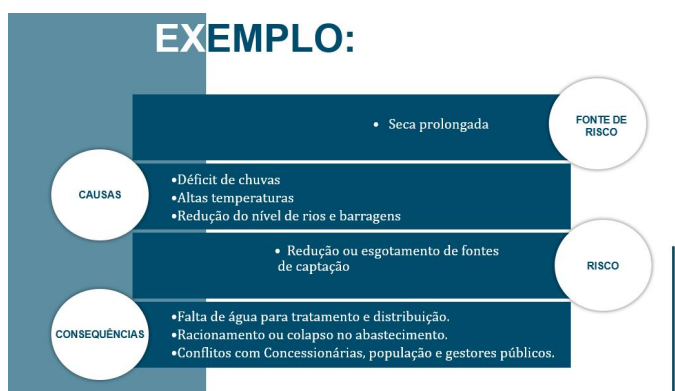 EXEMPLO:
• Seca prolongada
FONTE DE
RISCO
CAUSAS
•Déficit de chuvas
•Altas temperaturas
•Redução do nível de rios e barragens
• Redução ou esgotamento de fontes
de captação
RISCO
CONSEQUÊNCIAS
•Falta de água para tratamento e distribuição.
•Racionamento ou colapso no abastecimento.
•Conflitos com Concessionárias, população e gestores públicos.